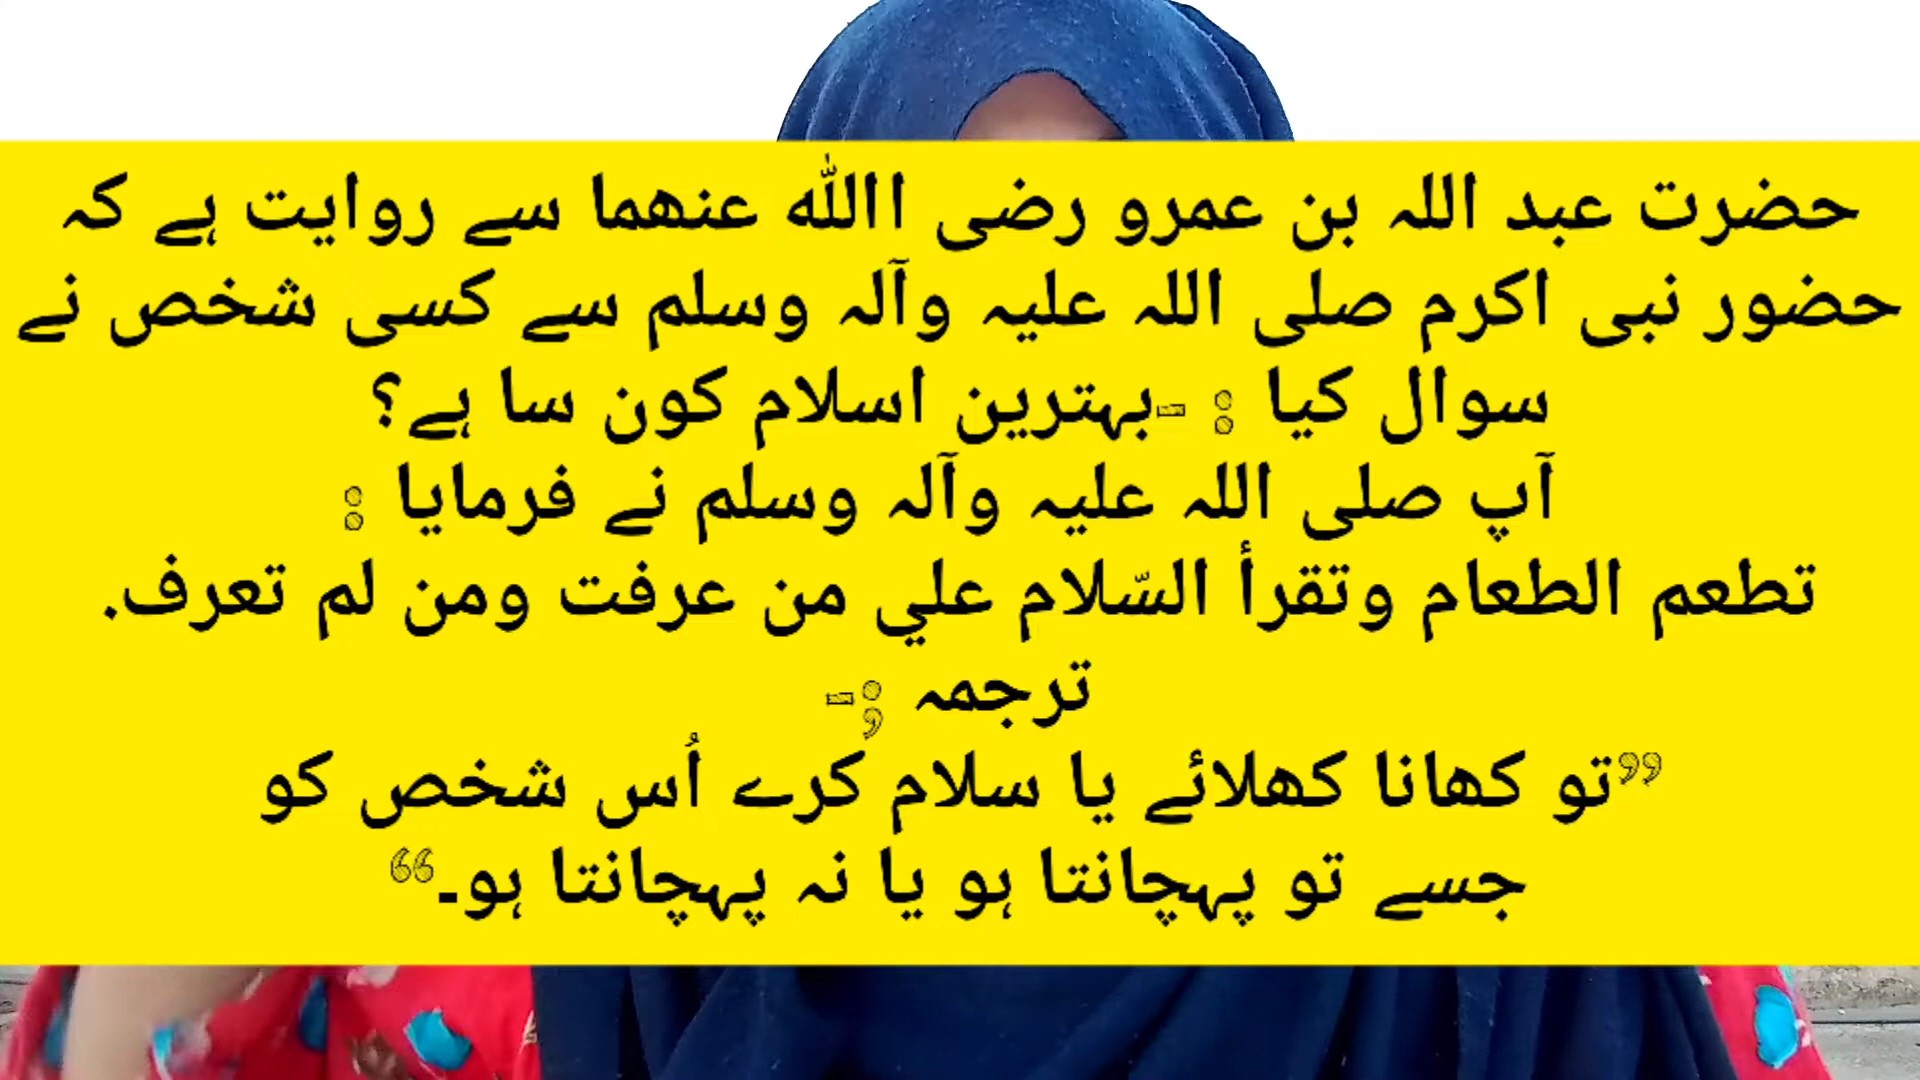 حضرت عبد اللہ بن عمرو رضی اﷲ عنھما سے روایت ہے کہ
حضور نبی اکرم صلی اللہ علیہ وآلہ وسلم سے کسی شخص نے
سوال کیا : -بہترین اسلام کون سا ہے؟
آپ صلی اللہ علیہ وآلہ وسلم نے فرمایا :
تطعم الطعام وتقرأ السّلام علي من عرفت ومن لم تعرف.
ترجمہ ;-
”تو کھانا کھلائے یا سلام کرے اُس شخص کو
جسے تو پہچانتا ہو یا نہ پہچانتا ہو۔“